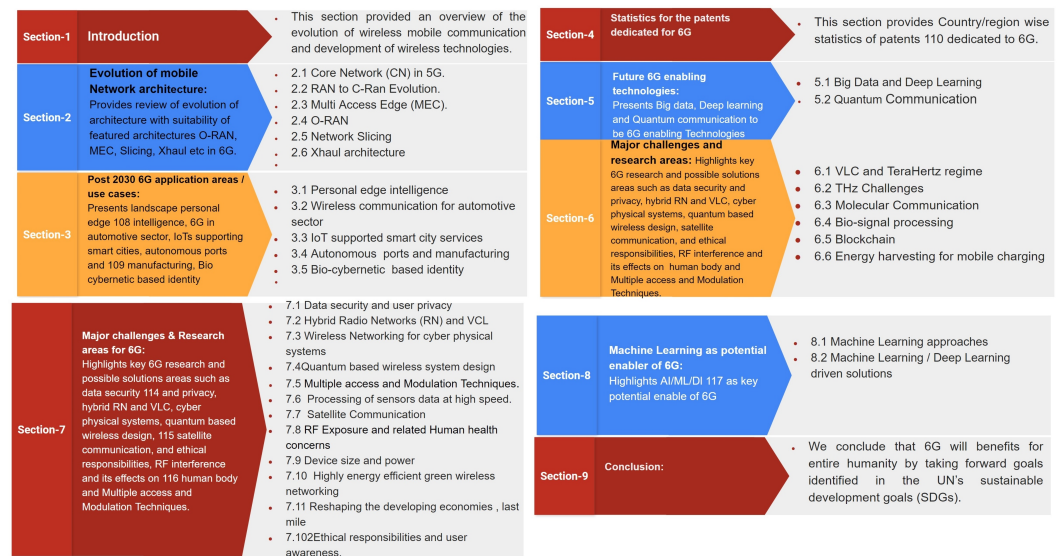 Section-1
Introduction
• This section provided an overview of the
evolution of wireless mobile communication
and development of wireless technologies.
Section-2
Evolution of mobile
Network architecture:
Provides review of evolution of
architecture with suitability of
featured architectures O-RAN,
MEC, Slicing, Xhaul etc in 6G.
• 2.1 Core Network (CN) in 5G.
• 2.2 RAN to C-Ran Evolution.
• 2.3 Multi Access Edge (MEC).
• 2.4 O-RAN
• 2.5 Network Slicing
• 2.6 Xhaul architecture
Section-3
Post 2030 6G application areas /
use cases:
Presents landscape personal
edge 108 intelligence, 6G in
automotive sector, IoTs supporting
smart cities, autonomous ports
and 109 manufacturing, Bio
cybernetic based identity
• 3.1 Personal edge intelligence
• 3.2 Wireless communication for automotive
sector
• 3.3 IoT supported smart city services
• 3.4 Autonomous ports and manufacturing
• 3.5 Bio-cybernetic based identity
Section-7
Major challenges & Research
areas for 6G:
Highlights key 6G research and
possible solutions areas such as
data security 114 and privacy,
hybrid RN and VLC, cyber
physical systems, quantum based
wireless design, 115 satellite
communication, and ethical
responsibilities, RF interference
and its effects on 116 human body
and Multiple access and
Modulation Techniques.
• 7.1 Data security and user privacy
• 7.2 Hybrid Radio Networks (RN) and VCL
• 7.3 Wireless Networking for cyber physical
systems
• 7.4Quantum based wireless system design
• 7.5 Multiple access and Modulation Techniques.
• 7.6 Processing of sensors data at high speed.
• 7.7 Satellite Communication
• 7.8 RF Exposure and related Human health
concerns
• 7.9 Device size and power
• 7.10 Highly energy efficient green wireless
networking
• 7.11 Reshaping the developing economies , last
mile
• 7.102Ethical responsibilities and user
awareness.
Section-4
Statistics for the patents
dedicated for 6G
• This section provides Country/region wise
statistics of patents 110 dedicated to 6G.
Section-5
Future 6G enabling
technologies:
Presents Big data, Deep learning
and Quantum communication to
be 6G enabling Technologies
• 5.1 Big Data and Deep Learning
• 5.2 Quantum Communication
Section-6
Major challenges and
research areas: Highlights key
6G research and possible solutions
areas such as data security and
privacy, hybrid RN and VLC, cyber
physical systems, quantum based
wireless design, satellite
communication, and ethical
responsibilities, RF interference and
its effects on human body and
Multiple access and Modulation
Techniques.
• 6.1 VLC and TeraHertz regime
• 6.2 THz Challenges
• 6.3 Molecular Communication
• 6.4 Bio-signal processing
• 6.5 Blockchain
• 6.6 Energy harvesting for mobile charging
Section-8
Machine Learning as potential
enabler of 6G:
Highlights AI/ML/DI 117 as key
potential enable of 6G
• 8.1 Machine Learning approaches
• 8.2 Machine Learning / Deep Learning
driven solutions
Section-9
Conclusion:
• We conclude that 6G will benefits for
entire humanity by taking forward goals
identified in the UN's sustainable
development goals (SDGs).